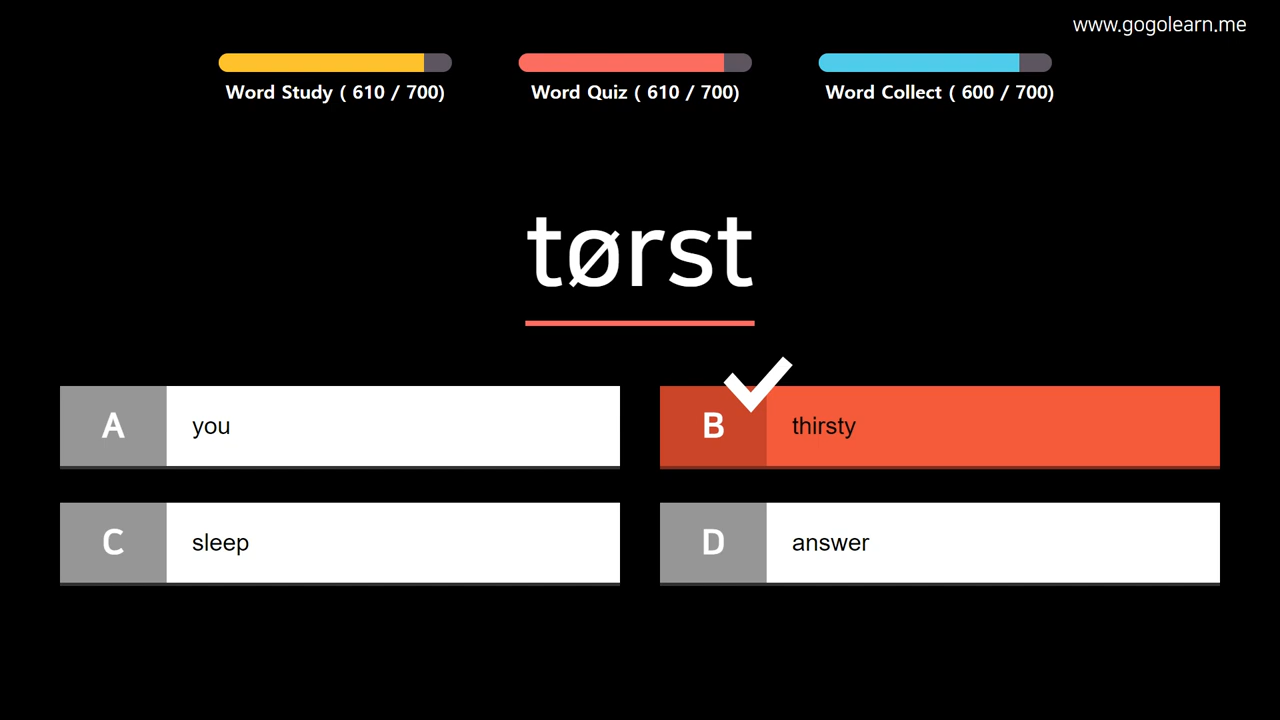 www.gogolearn.me
Word Study ( 610 / 700)
Word Quiz ( 610 / 700)
Word Collect ( 600 / 700)
tørst
A
you
B
thirsty
C
sleep
D
answer